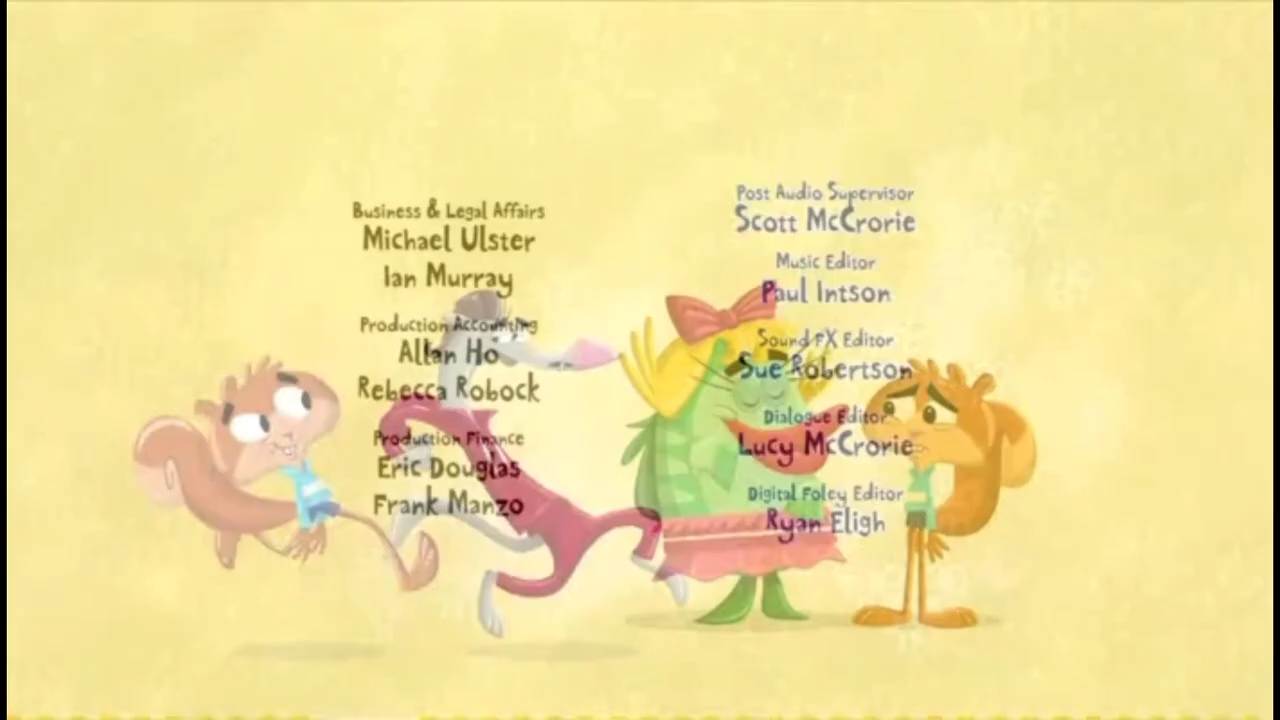 Business & Legal Affairs
Michael Ulster
Ian Murray
Production Accounting
Allan Ho
Rebecca Robock
Production Finance
Eric Douglas
Frank Manzo
Post Audio Supervisor
Scott McCrorie
Music Editor
Paul Intson
Sound FX Editor
Sue Robertson
Dialogue Editor
Lucy McCrorie
Digital Foley Editor
Ryan Eligh